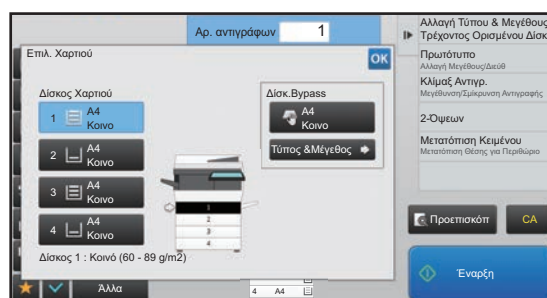 Αρ. αντιγράφων 1
Επιλ. Χαρτιού
OK
Δίσκος Χαρτιού
1 A4
Κοινο
2 A4
Κοινο
3 A4
Κοινο
4 A4
Κοινο
Δίσκος 1 : Κοινό (60 - 89 g/m2)
Δίσκ.Bypass
A4
Κοινο
Τύπος &Μέγεθος
1
2
3
4
Άλλα
4 A4
Αλλαγή Τύπου & Μεγέθους
Τρέχοντος Ορισμένου Δίσκ
Πρωτότυπο
Αλλαγή Μεγέθους/Διεύθ
Κλίμαξ Αντιγρ.
Μεγέθυνση/Σμίκρυνση Αντιγραφής
2-Όψεων
Μετατόπιση Κειμένου
Μετατόπιση Θέσης για Περιθώριο
Προεπισκόπ
CA
Έναρξη